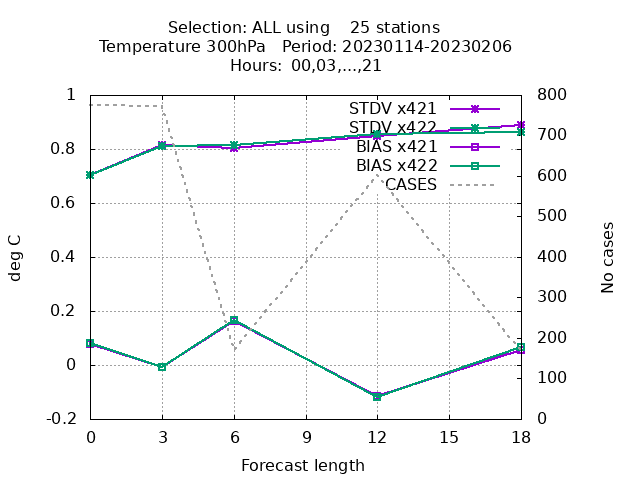 Selection: ALL using 25 stations
Temperature 300hPa Period: 20230114-20230206
Hours: 00,03,...,21
STDV x421
STDV x422
BIAS x421
BIAS x422
CASES
deg C
1
0.8
0.6
0.4
0.2
0
-0.2
800
700
600
500
400
300
200
100
0
No cases
0 3 6 9 12 15 18
Forecast length